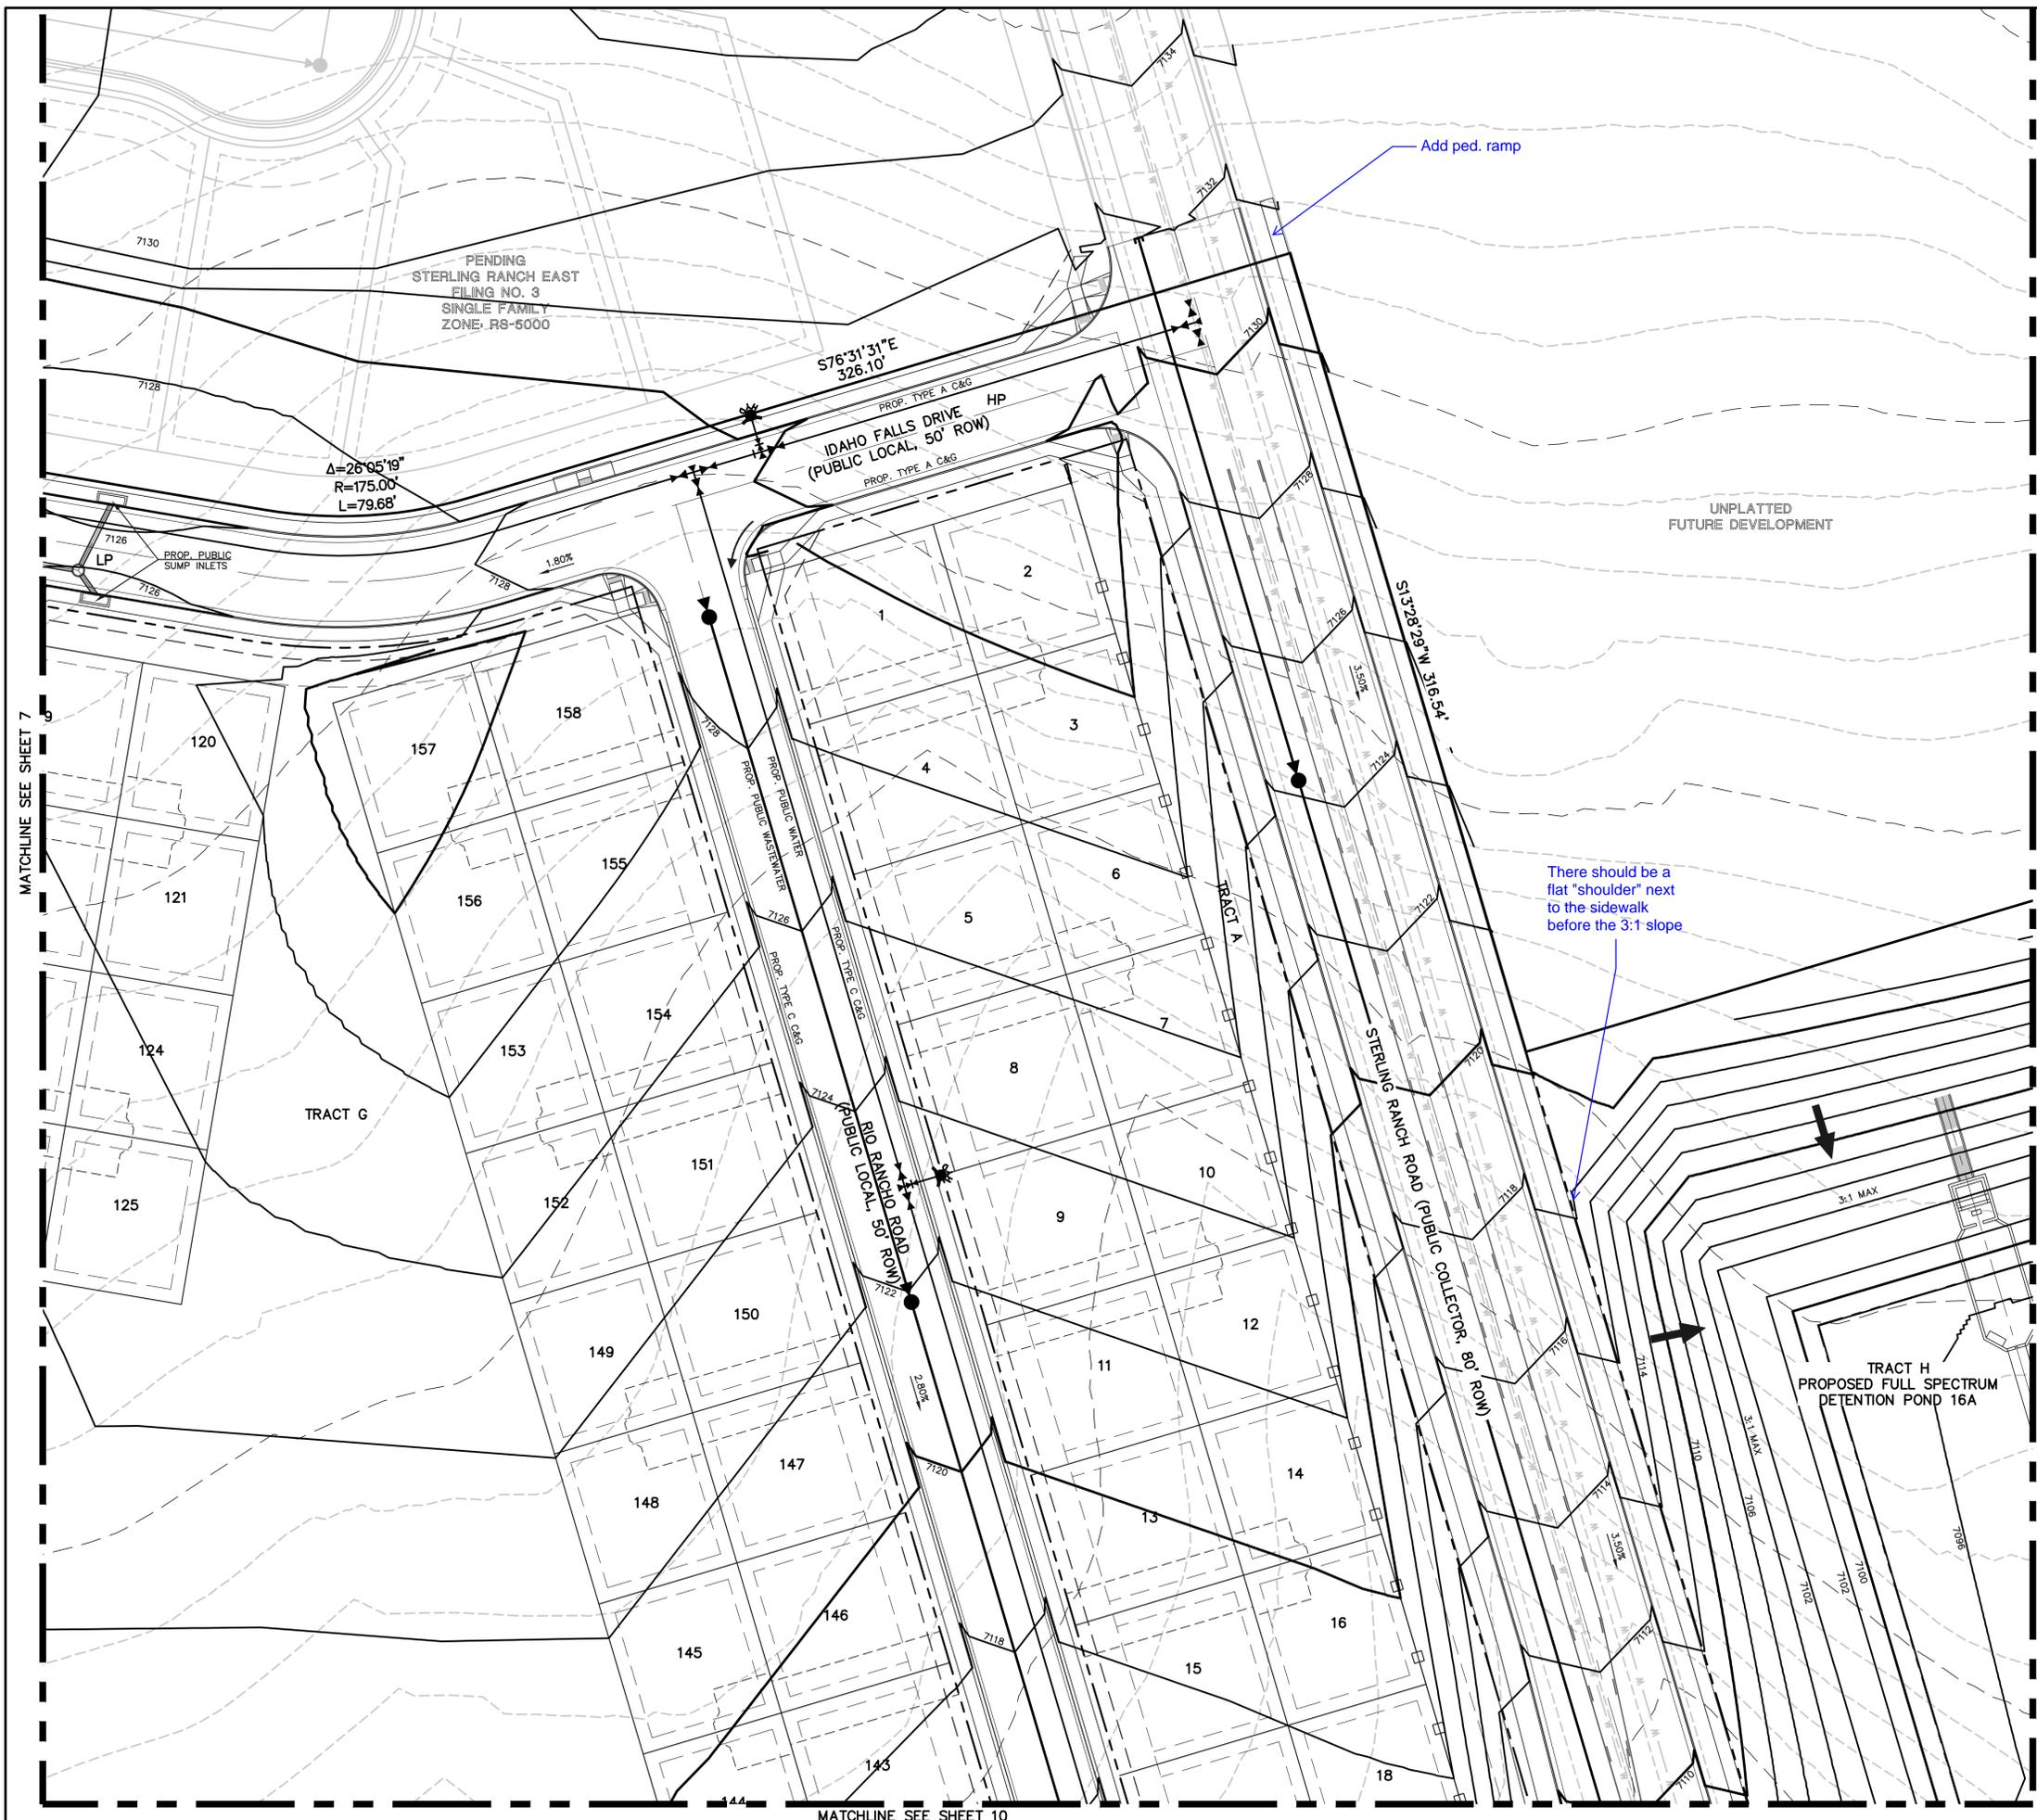 7134
Add ped. ramp
7132
7130
PENDING
STERLING RANCH EAST
FILING NO. 3
SINGLE FAMILY
ZONE: RS-5000
7130
S76°31'31"E
326.10'
7128
PROP. TYPE A C&G
HP
IDAHO FALLS DRIVE
(PUBLIC LOCAL, 50' ROW)
PROP. TYPE A C&G
Δ=26°05'19"
R=175.00'
L=79.68'
7128
UNPLATTED
FUTURE DEVELOPMENT
7126
LP
PROP. PUBLIC
SUMP INLETS
1.80%
7128
7126
2
1
7126
S13°28'29"W 316.54'
3.50%
MATCHLINE SEE SHEET 7
9
120
157
158
7128
3
4
7124
PROP. PUBLIC WATER
PROP. PUBLIC WASTEWATER
155
6
TRACT A
There should be a
flat "shoulder" next
to the sidewalk
before the 3:1 slope
121
156
7126
5
7122
PROP. TYPE C C&G
PROP. TYPE C C&G
154
7
124
153
8
7120
TRACT G
7124
RIO RANCHO ROAD
(PUBLIC LOCAL, 50' ROW)
STERLING RANCH ROAD (PUBLIC COLLECTOR, 80' ROW)
151
10
7118
3:1 MAX
125
152
9
7122
150
149
12
11
7116
7114
TRACT H
PROPOSED FULL SPECTRUM
DETENTION POND 16A
2.80%
7110
3:1 MAX
147
148
7120
14
13
7114
7106
3.50%
7096
7102
7102
7100
146
145
7118
16
15
7112
143
18
7110
144
MATCHLINE SEE SHEET 10